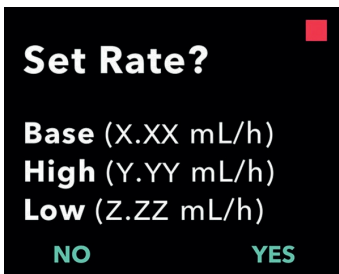 Set Rate?
Base (X.XX mL/h)
High (Y.YY mL/h)
Low (Z.ZZ mL/h)
NO YES